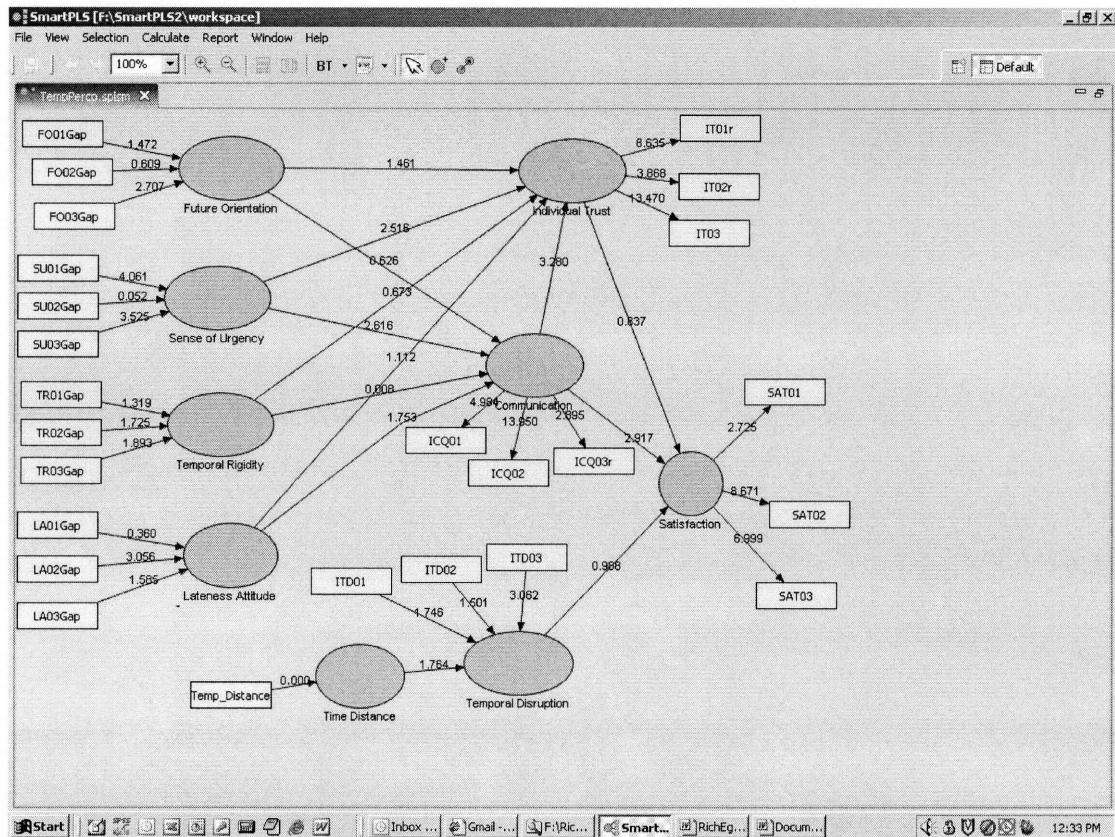 SmartPLS [F:\SmartPLS2\workspace]
File View Selection Calculate Report Window Help
100% BT Default
TempPerco.splsm
FO01Gap 1.472
FO02Gap 0.609
FO03Gap 2.707
Future Orientation
1.461
Individual Trust
8.635 IT01r
3.868 IT02r
13.470 IT03
2.516
0.626
0.673
3.280
SU01Gap 4.061
SU02Gap 0.052
SU03Gap 3.525
Sense of Urgency
2.616
1.112
0.837
TR01Gap 1.319
TR02Gap 1.725
TR03Gap 1.893
Temporal Rigidity
0.008
1.753
Communication
4.994 ICQ01
13.950 ICQ02
2.895 ICQ03r
2.917
Satisfaction
2.725 SAT01
8.671 SAT02
6.999 SAT03
LA01Gap 0.360
LA02Gap 3.056
LA03Gap 1.585
Lateness Attitude
ITD01 1.746
ITD02 1.501
ITD03 3.062
0.988
Temp_Distance 0.000
Time Distance
1.764
Temporal Disruption
Start Inbox ... Gmail -... F:\Ric... Smart... RichEg... Docum... 12:33 PM